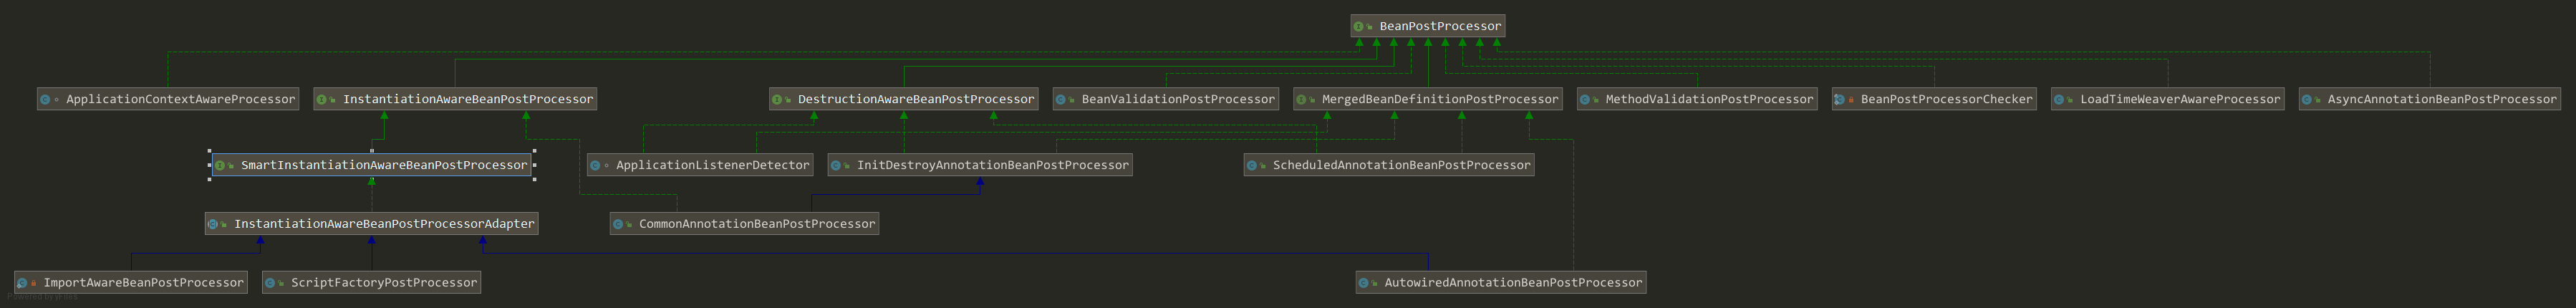 BeanPostProcessor
ApplicationContextAwareProcessor
InstantiationAwareBeanPostProcessor
DestructionAwareBeanPostProcessor
BeanValidationPostProcessor
MergedBeanDefinitionPostProcessor
MethodValidationPostProcessor
BeanPostProcessorChecker
LoadTimeWeaverAwareProcessor
AsyncAnnotationBeanPostProcessor
SmartInstantiationAwareBeanPostProcessor
ApplicationListenerDetector
InitDestroyAnnotationBeanPostProcessor
ScheduledAnnotationBeanPostProcessor
InstantiationAwareBeanPostProcessorAdapter
CommonAnnotationBeanPostProcessor
ImportAwareBeanPostProcessor
ScriptFactoryPostProcessor
AutowiredAnnotationBeanPostProcessor
Powered by yFiles